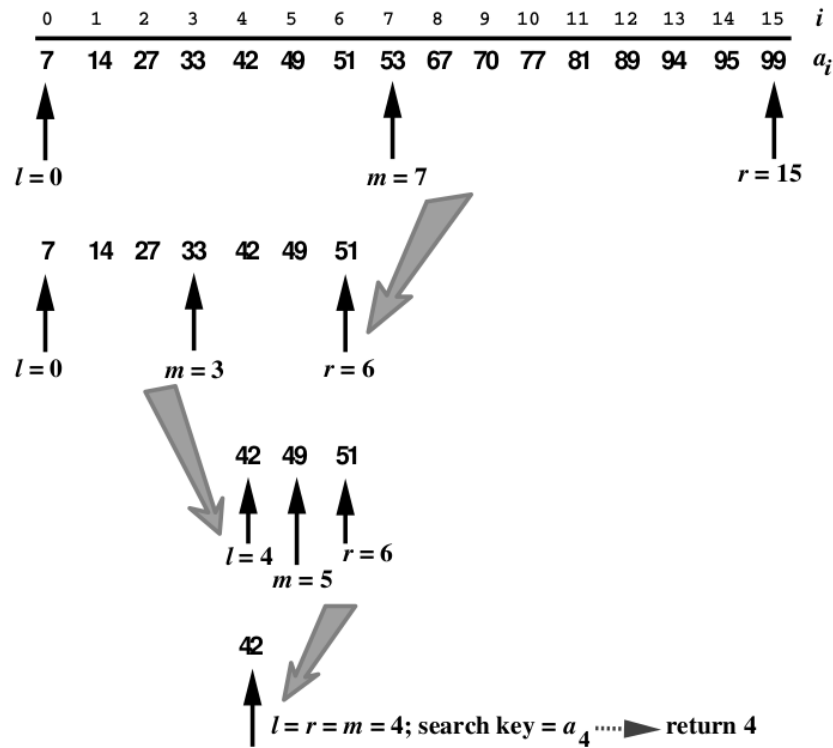 0 1 2 3 4 5 6 7 8 9 10 11 12 13 14 15 i
7 14 27 33 42 49 51 53 67 70 77 81 89 94 95 99 a_i
l = 0 m = 7 r = 15
7 14 27 33 42 49 51
l = 0 m = 3 r = 6
42 49 51
l = 4 r = 6
m = 5
42
l = r = m = 4; search key = a_4 return 4